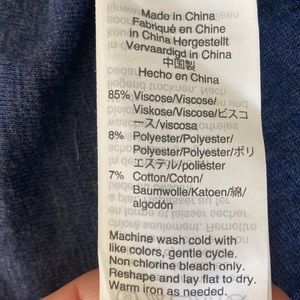 Made in China
Fabriqué en Chine
in China Hergestellt
Vervaardigd in China
中国製
Hecho en China
85% Viscose/Viscose/
Viskose/Viscose/ビスコ
ース/viscosa
8% Polyester/Polyester/
Polyester/Polyester/ポリ
エステル/poliéster
7% Cotton/Coton/
Baumwolle/Katoen/綿/
algodón
Machine wash cold with
like colors, gentle cycle.
Non chlorine bleach only.
Reshape and lay flat to dry.
Warm iron as needed.